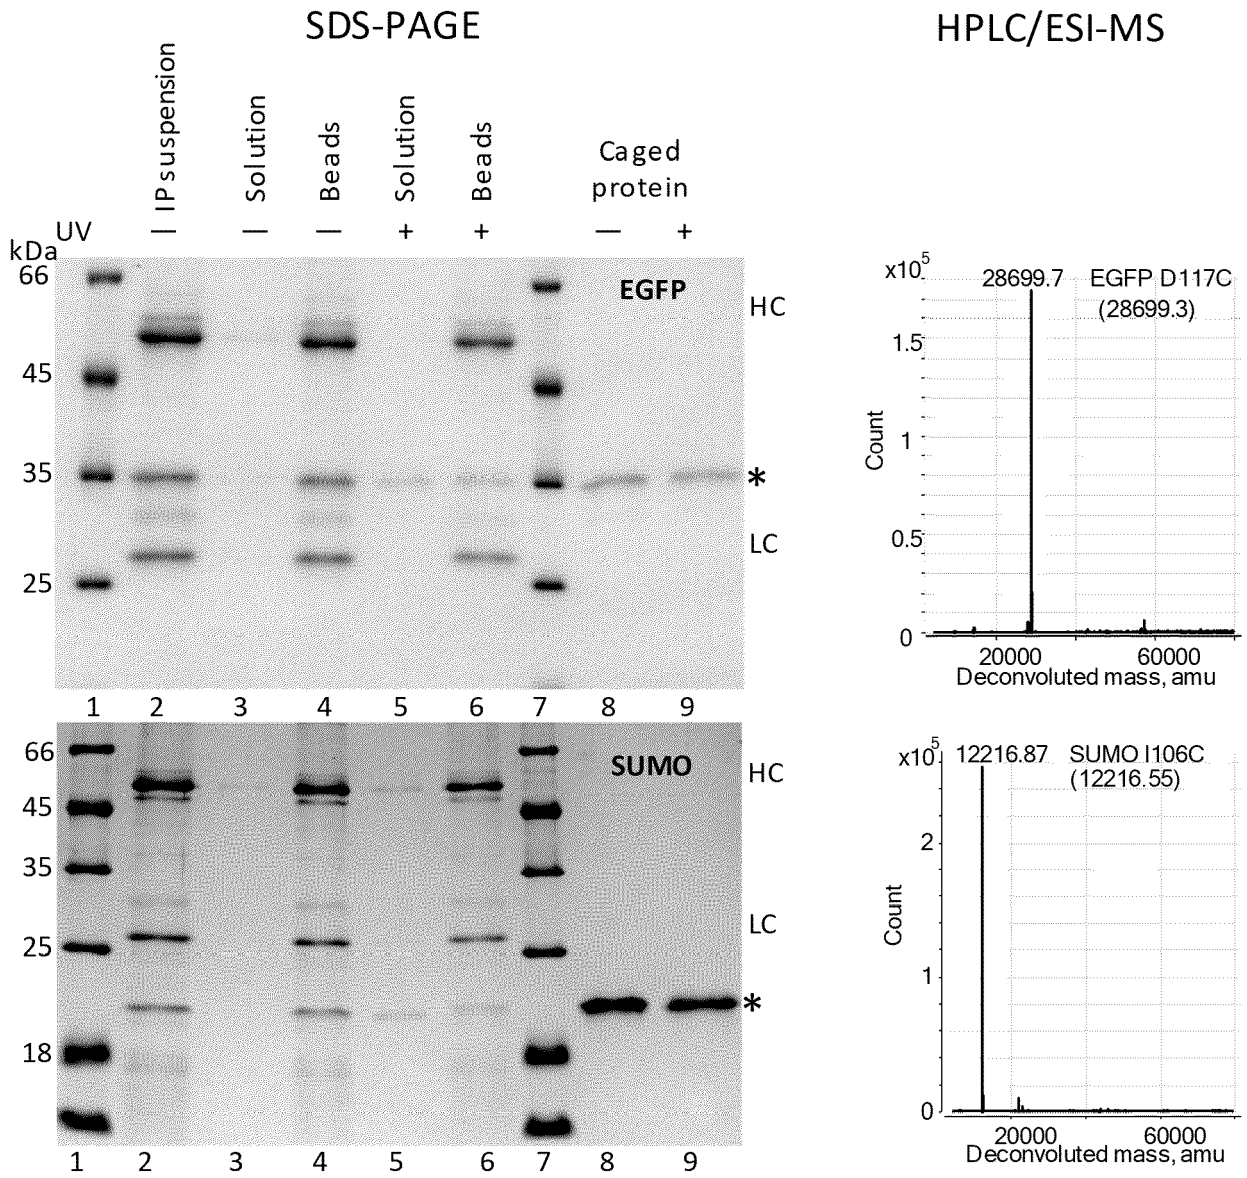 SDS-PAGE
HPLC/ESI-MS
IP suspension
Solution
Beads
Solution
Beads
Caged
protein
UV — — — + + — +
kDa
66
45
35
25
EGFP
HC
*
LC
1 2 3 4 5 6 7 8 9
x10⁵
28699.7 EGFP D117C
(28699.3)
1.5
1
0.5
0
Count
20000 60000
Deconvoluted mass, amu
66
45
35
25
18
SUMO
HC
LC
*
1 2 3 4 5 6 7 8 9
x10⁵
12216.87 SUMO I106C
(12216.55)
2
1
0
Count
20000 60000
Deconvoluted mass, amu